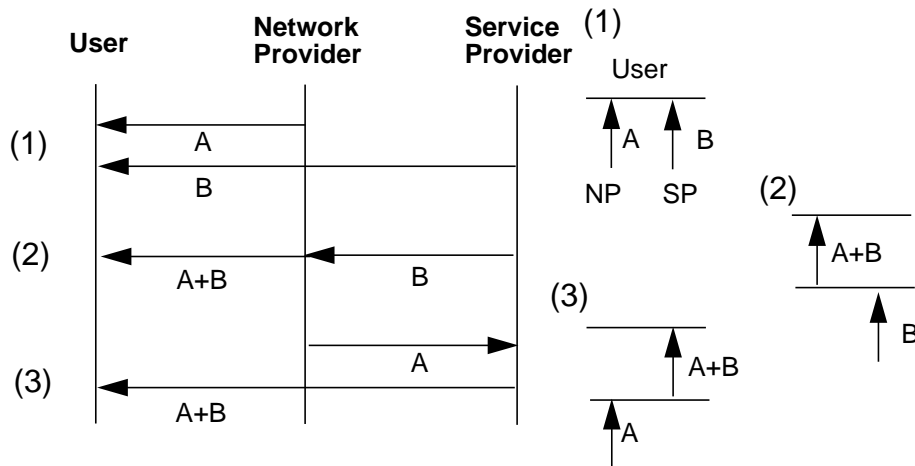 User
Network
Provider
Service
Provider
(1)
A
B
(2)
A+B
B
(3)
A
A+B
(1)
User
A
B
NP
SP
(2)
A+B
B
(3)
A+B
A